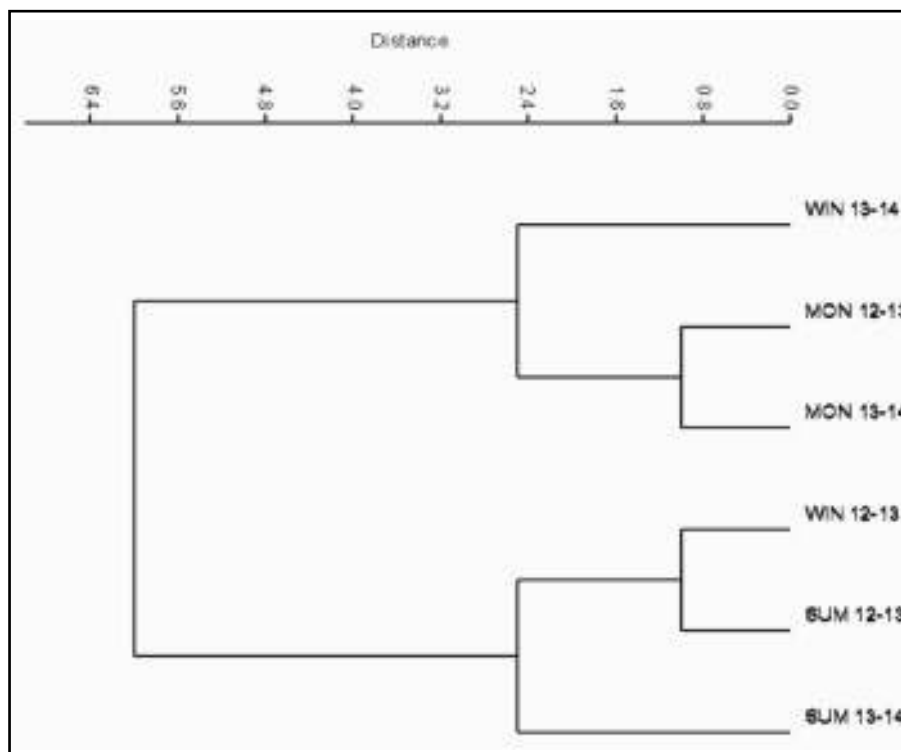 Distance
6.4 5.6 4.8 4.0 3.2 2.4 1.6 0.8 0.0
WIN 13-14
MON 12-13
MON 13-14
WIN 12-13
SUM 12-13
SUM 13-14